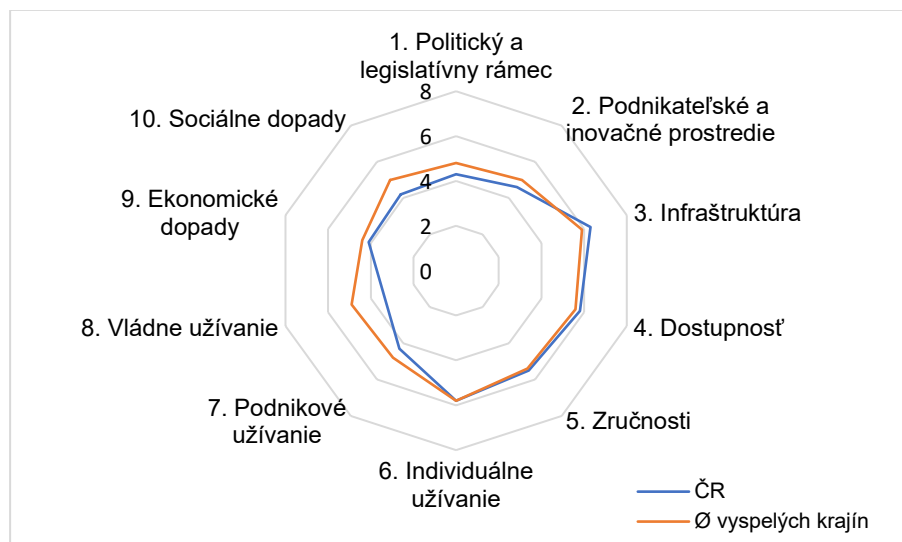 1. Politický a
legislatívny rámec
2. Podnikateľské a
inovačné prostredie
3. Infraštruktúra
4. Dostupnosť
5. Zručnosti
6. Individuálne
užívanie
7. Podnikové
užívanie
8. Vládne užívanie
9. Ekonomické
dopady
10. Sociálne dopady
8
6
4
2
0
ČR
Ø vyspelých krajín